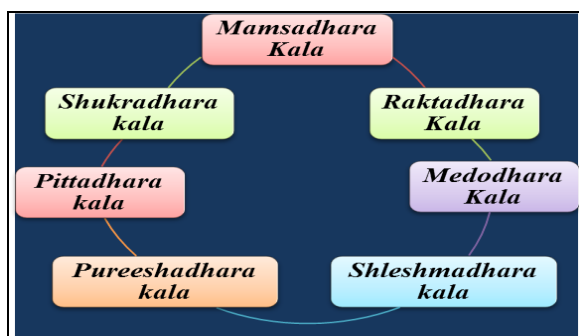 Mamsadhara
Kala
Shukradhara
kala
Raktadhara
Kala
Pittadhara
kala
Medodhara
Kala
Pureeshadhara
kala
Shleshmadhara
kala